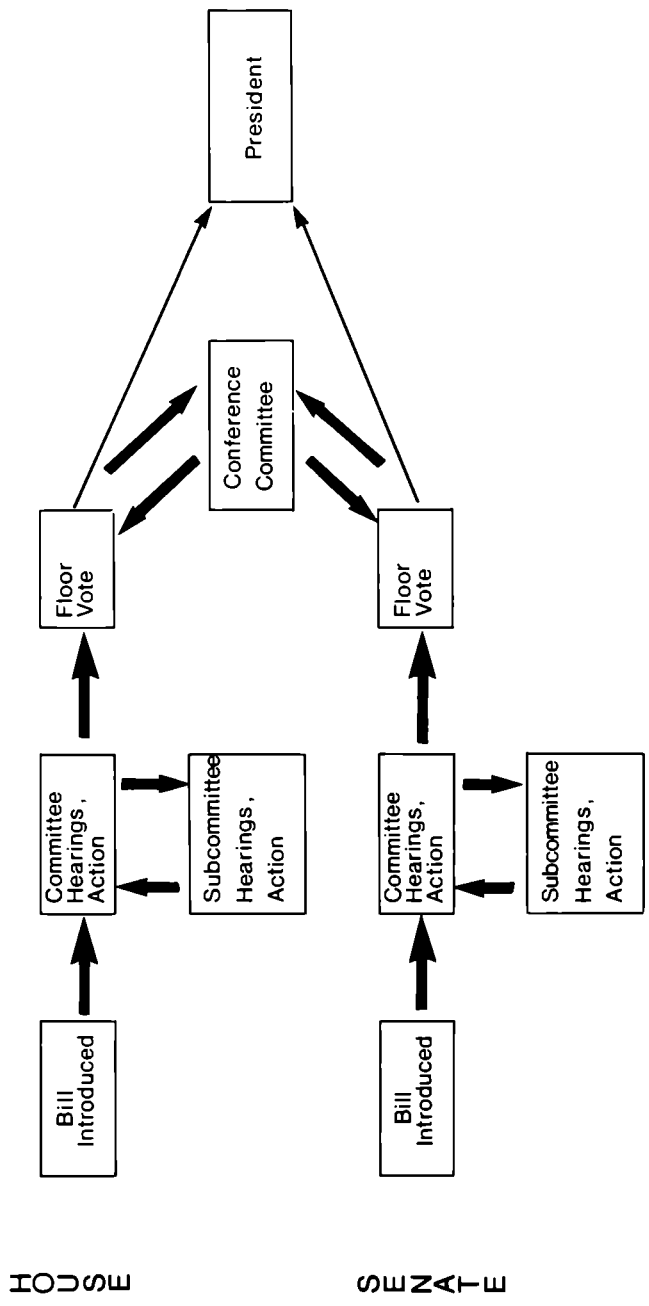 HOUSE
Bill
Introduced
Committee
Hearings,
Action
Subcommittee
Hearings,
Action
Floor
Vote
Conference
Committee
President
SENATE
Bill
Introduced
Committee
Hearings,
Action
Subcommittee
Hearings,
Action
Floor
Vote